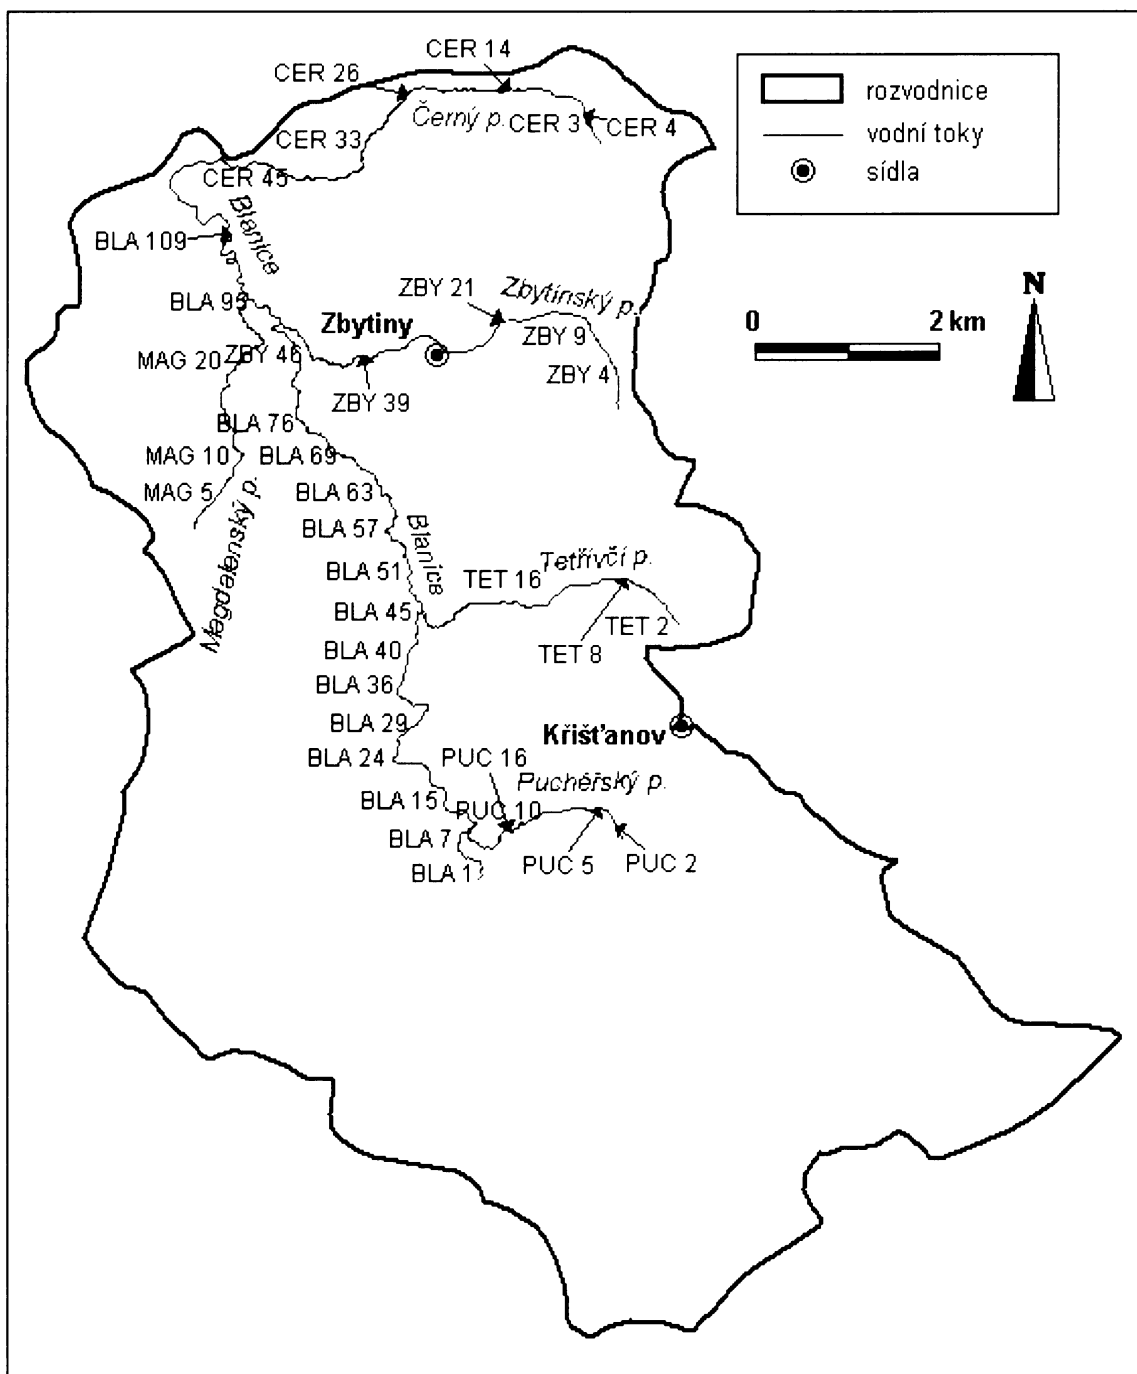 CER 14
CER 26
rozvodnice
Černý p.
CER 3
CER 4
vodní toky
CER 33
sídla
CER 45
Blanice
BLA 109
ZBY 21
Zbytinský p.
BLA 95
N
Zbytiny
0
2 km
ZBY 9
MAG 20
ZBY 46
ZBY 4
ZBY 39
BLA 76
MAG 10
BLA 69
MAG 5
BLA 63
Magdalenský p.
BLA 57
Blanice
BLA 51
Tetřívčí p.
TET 16
BLA 45
TET 2
BLA 40
TET 8
BLA 36
BLA 29
Křišťanov
BLA 24
PUC 16
Puchéřský p.
BLA 15
PUC 10
BLA 7
PUC 5
PUC 2
BLA 1